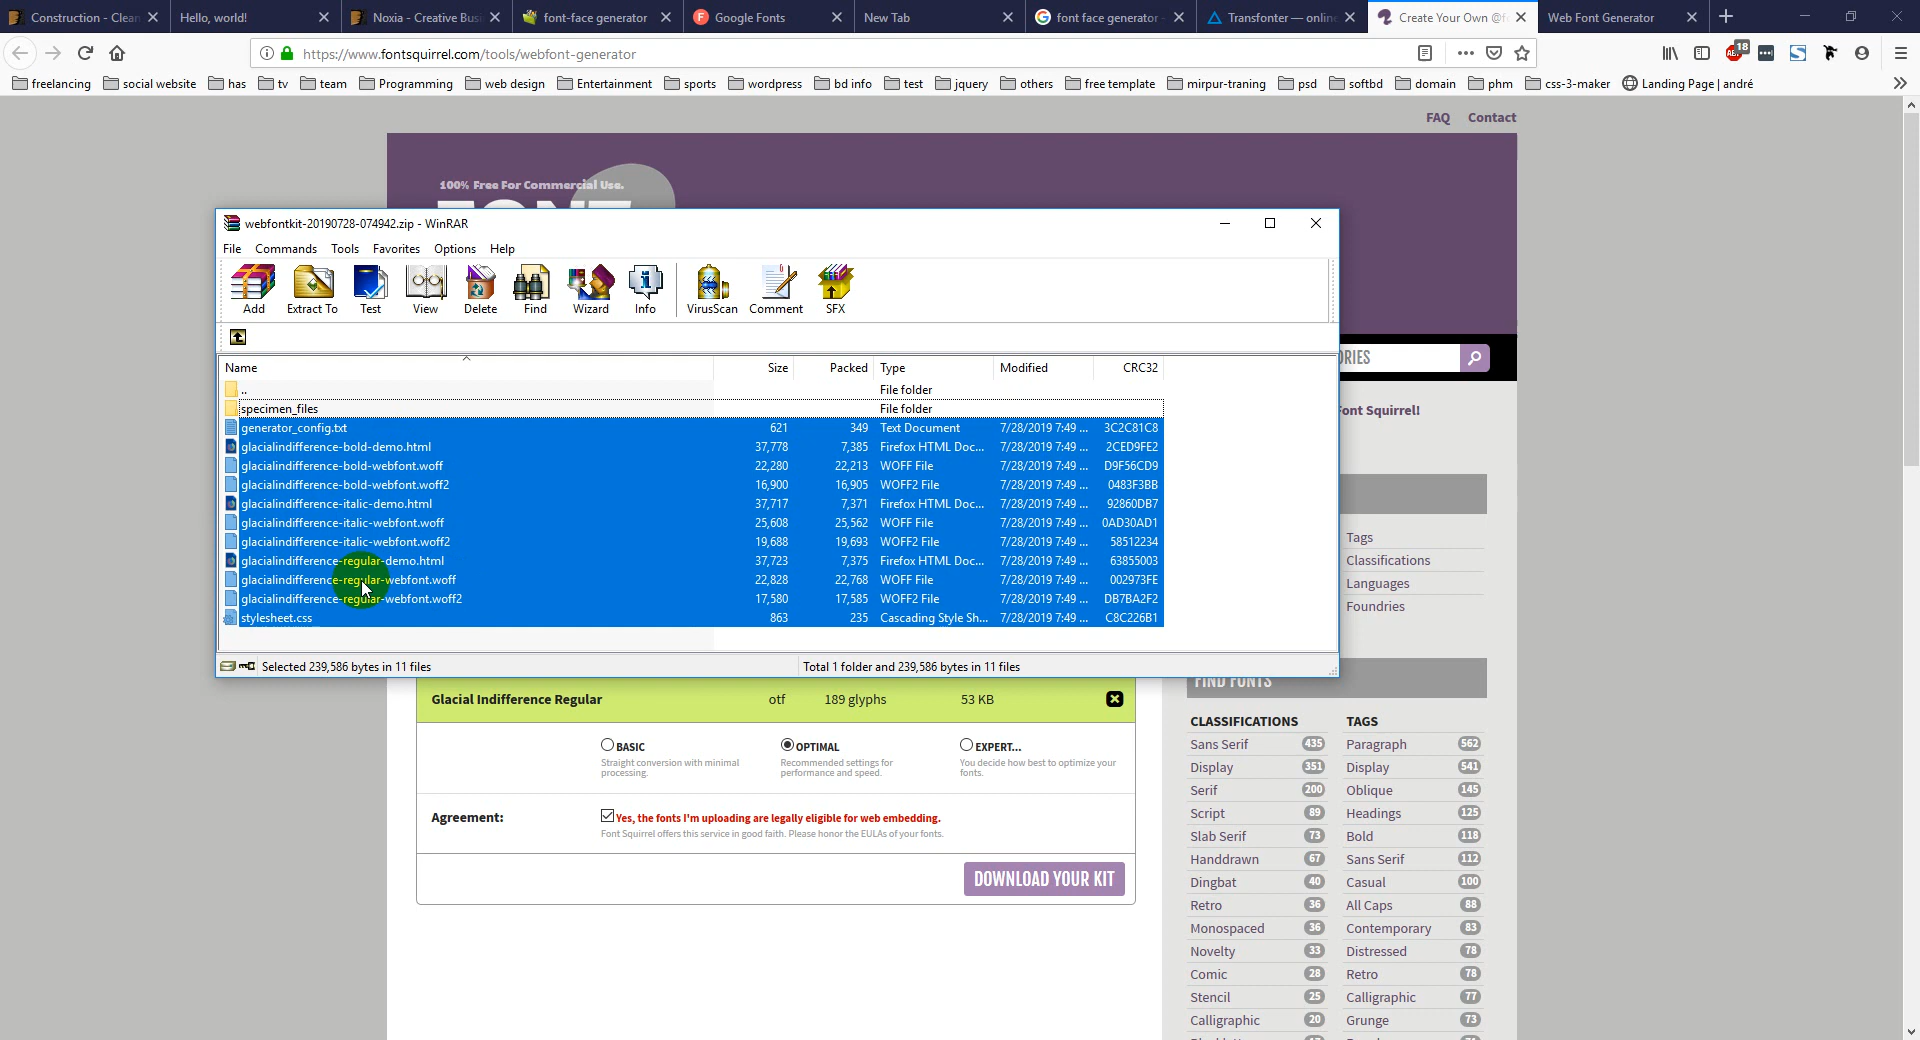 Construction - Clean
Hello, world!
Noxia - Creative Bus
font-face generator
Google Fonts
New Tab
font face generator -
Transfonter — online
Create Your Own @f
Web Font Generator
https://www.fontsquirrel.com/tools/webfont-generator
18
freelancing social website has tv team Programming web design Entertainment sports wordpress bd info test jquery others free template mirpur-traning psd softbd domain phm css-3-maker Landing Page | andré
FAQ Contact
100% Free For Commercial Use.
webfontkit-20190728-074942.zip - WinRAR
File Commands Tools Favorites Options Help
Add Extract To Test View Delete Find Wizard Info VirusScan Comment SFX
Name Size Packed Type Modified CRC32
.. File folder
specimen_files File folder
generator_config.txt 621 349 Text Document 7/28/2019 7:49 ... 3C2C81C8
glacialindifference-bold-demo.html 37,778 7,385 Firefox HTML Doc... 7/28/2019 7:49 ... 2CED9FE2
glacialindifference-bold-webfont.woff 22,280 22,213 WOFF File 7/28/2019 7:49 ... D9F56CD9
glacialindifference-bold-webfont.woff2 16,900 16,905 WOFF2 File 7/28/2019 7:49 ... 0483F3BB
glacialindifference-italic-demo.html 37,717 7,371 Firefox HTML Doc... 7/28/2019 7:49 ... 92860DB7
glacialindifference-italic-webfont.woff 25,608 25,562 WOFF File 7/28/2019 7:49 ... 0AD30AD1
glacialindifference-italic-webfont.woff2 19,688 19,693 WOFF2 File 7/28/2019 7:49 ... 58512234
glacialindifference-regular-demo.html 37,723 7,375 Firefox HTML Doc... 7/28/2019 7:49 ... 63855003
glacialindifference-regular-webfont.woff 22,828 22,768 WOFF File 7/28/2019 7:49 ... 002973FE
glacialindifference-regular-webfont.woff2 17,580 17,585 WOFF2 File 7/28/2019 7:49 ... DB7BA2F2
stylesheet.css 863 235 Cascading Style Sh... 7/28/2019 7:49 ... C8C226B1
Selected 239,586 bytes in 11 files Total 1 folder and 239,586 bytes in 11 files
ORIES
ont Squirrel!
Tags
Classifications
Languages
Foundries
Glacial Indifference Regular otf 189 glyphs 53 KB
BASIC
Straight conversion with minimal
processing.
OPTIMAL
Recommended settings for
performance and speed.
EXPERT...
You decide how best to optimize your
fonts.
Agreement:
Yes, the fonts I'm uploading are legally eligible for web embedding.
Font Squirrel offers this service in good faith. Please honor the EULAs of your fonts.
DOWNLOAD YOUR KIT
FIND FONTS
CLASSIFICATIONS
Sans Serif 435
Display 351
Serif 200
Script 89
Slab Serif 73
Handdrawn 67
Dingbat 40
Retro 36
Monospaced 36
Novelty 33
Comic 28
Stencil 25
Calligraphic 20
TAGS
Paragraph 562
Display 541
Oblique 145
Headings 125
Bold 118
Sans Serif 112
Casual 100
All Caps 88
Contemporary 83
Distressed 78
Retro 78
Calligraphic 77
Grunge 73